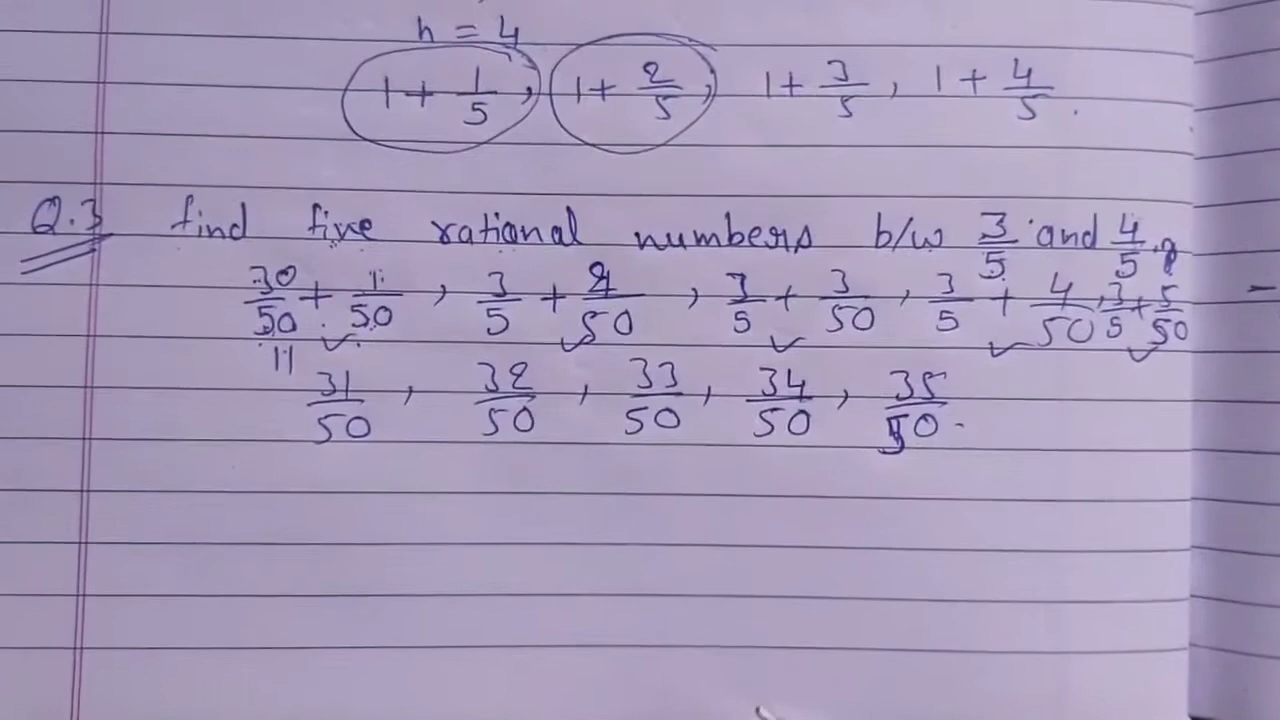 n = 4
1 + 1/5, 1 + 2/5, 1 + 3/5, 1 + 4/5.
Q.3 find five rational numbers b/w 3/5 and 4/5.
30/50 + 1/50, 3/5 + 2/50, 3/5 + 3/50, 3/5 + 4/50, 3/5 + 5/50
31/50, 32/50, 33/50, 34/50, 35/50.